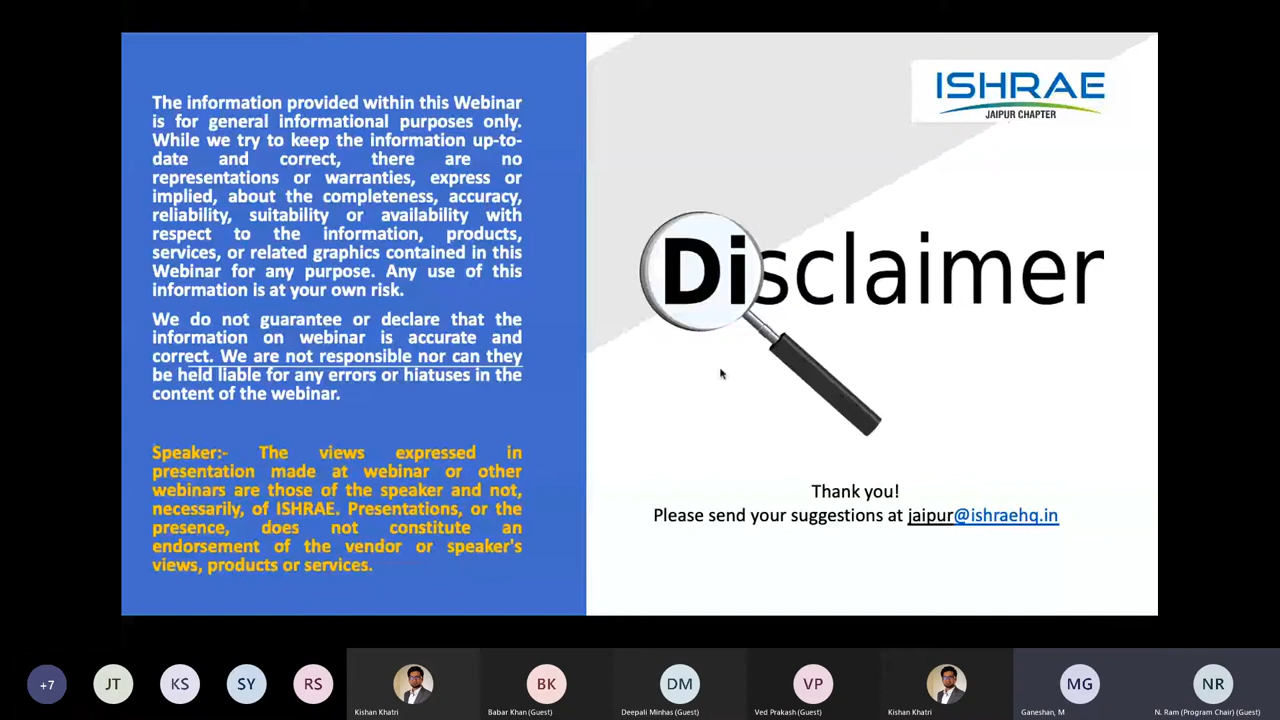 The information provided within this Webinar
is for general informational purposes only.
While we try to keep the information up-to-
date and correct, there are no
representations or warranties, express or
implied, about the completeness, accuracy,
reliability, suitability or availability with
respect to the information, products,
services, or related graphics contained in this
Webinar for any purpose. Any use of this
information is at your own risk.
We do not guarantee or declare that the
information on webinar is accurate and
correct. We are not responsible nor can they
be held liable for any errors or hiatuses in the
content of the webinar.
Speaker:- The views expressed in
presentation made at webinar or other
webinars are those of the speaker and not,
necessarily, of ISHRAE. Presentations, or the
presence, does not constitute an
endorsement of the vendor or speaker's
views, products or services.
ISHRAE
JAIPUR CHAPTER
Disclaimer
Thank you!
Please send your suggestions at jaipur@ishraehq.in
+7
JT
KS
SY
RS
Kishan Khatri
BK
Babar Khan (Guest)
DM
Deepali Minhas (Guest)
VP
Ved Prakash (Guest)
Kishan Khatri
MG
Ganeshan, M
NR
N. Ram (Program Chair) (Guest)